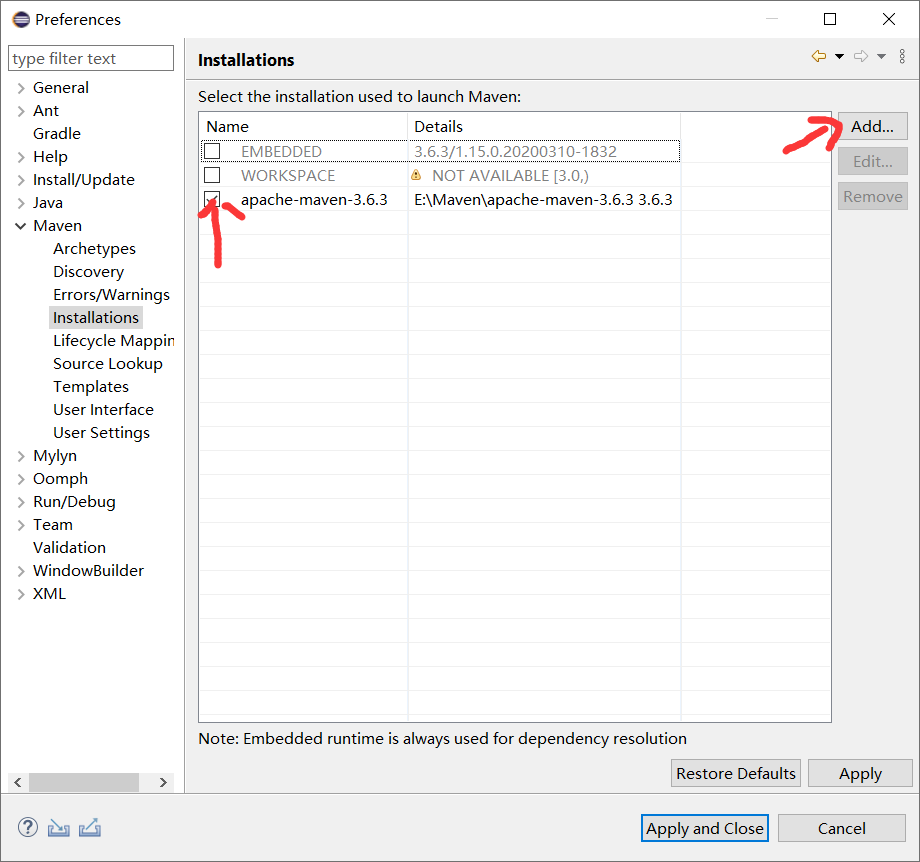 Preferences
type filter text
General
Ant
Gradle
Help
Install/Update
Java
Maven
Archetypes
Discovery
Errors/Warnings
Installations
Lifecycle Mappin
Source Lookup
Templates
User Interface
User Settings
Mylyn
Oomph
Run/Debug
Team
Validation
WindowBuilder
XML
Installations
Select the installation used to launch Maven:
Name Details
EMBEDDED 3.6.3/1.15.0.20200310-1832
WORKSPACE NOT AVAILABLE [3.0,)
apache-maven-3.6.3 E:\Maven\apache-maven-3.6.3 3.6.3
Add...
Edit...
Remove
Note: Embedded runtime is always used for dependency resolution
Restore Defaults Apply
? Apply and Close Cancel